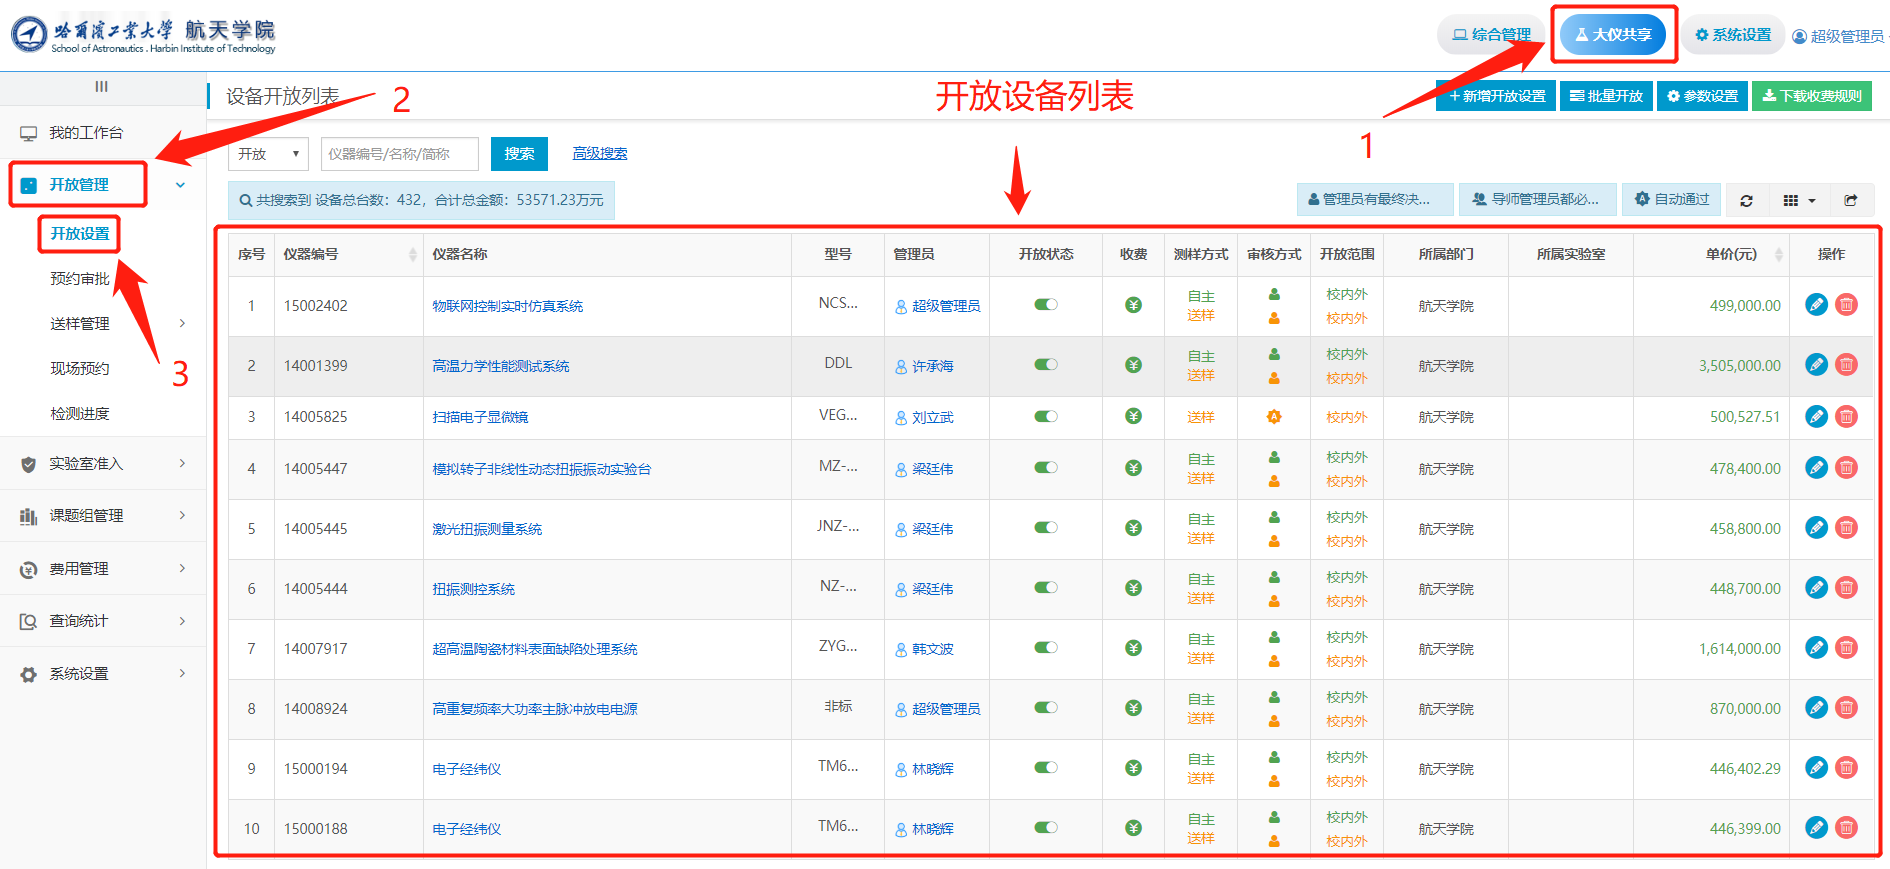 哈尔滨工业大学 航天学院
School of Astronautics . Harbin Institute of Technology
综合管理 大仪共享 系统设置 超级管理员
设备开放列表
2
开放设备列表
1
+新增开放设置 批量开放 参数设置 下载收费规则
我的工作台
开放管理
开放设置
预约审批
送样管理
现场预约
3
检测进度
实验室准入
课题组管理
费用管理
查询统计
系统设置
开放 仪器编号/名称/简称 搜索 高级搜索
共搜索到 设备总台数：432，合计总金额：53571.23万元
管理员有最终决... 导师管理员都必... 自动通过
序号 仪器编号 仪器名称 型号 管理员 开放状态 收费 测样方式 审核方式 开放范围 所属部门 所属实验室 单价(元) 操作
1 15002402 物联网控制实时仿真系统 NCS... 超级管理员 自主 校内外 航天学院 499,000.00
送样 校内外
2 14001399 高温力学性能测试系统 DDL 许承海 自主 校内外 航天学院 3,505,000.00
送样 校内外
3 14005825 扫描电子显微镜 VEG... 刘立武 送样 校内外 航天学院 500,527.51
4 14005447 模拟转子非线性动态扭振振动实验台 MZ-... 梁廷伟 自主 校内外 航天学院 478,400.00
送样 校内外
5 14005445 激光扭振测量系统 JNZ-... 梁廷伟 自主 校内外 航天学院 458,800.00
送样 校内外
6 14005444 扭振测控系统 NZ-... 梁廷伟 自主 校内外 航天学院 448,700.00
送样 校内外
7 14007917 超高温陶瓷材料表面缺陷处理系统 ZYG... 韩文波 自主 校内外 航天学院 1,614,000.00
送样 校内外
8 14008924 高重复频率大功率主脉冲放电电源 非标 超级管理员 自主 校内外 航天学院 870,000.00
送样 校内外
9 15000194 电子经纬仪 TM6... 林晓辉 自主 校内外 航天学院 446,402.29
送样 校内外
10 15000188 电子经纬仪 TM6... 林晓辉 自主 校内外 航天学院 446,399.00
送样 校内外